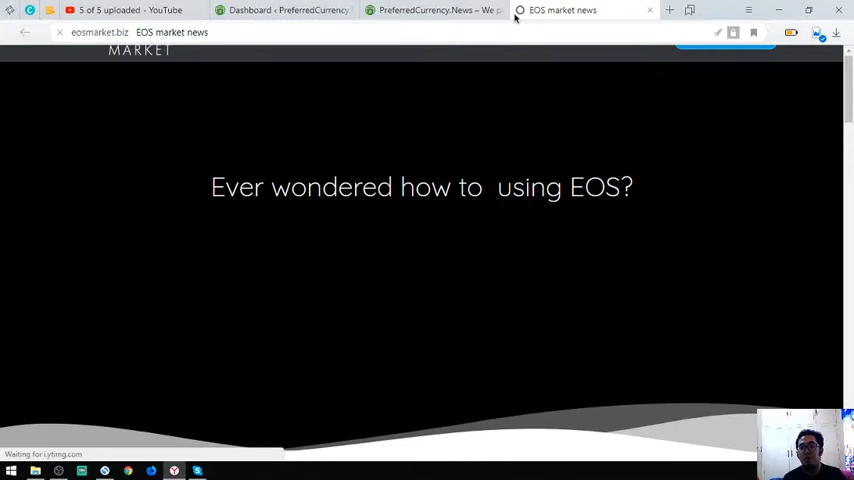 5 of 5 uploaded - YouTube
Dashboard ‹ PreferredCurrency.
PreferredCurrency.News – We p
EOS market news
eosmarket.biz EOS market news
MARKET
Ever wondered how to using EOS?
Waiting for i.ytimg.com